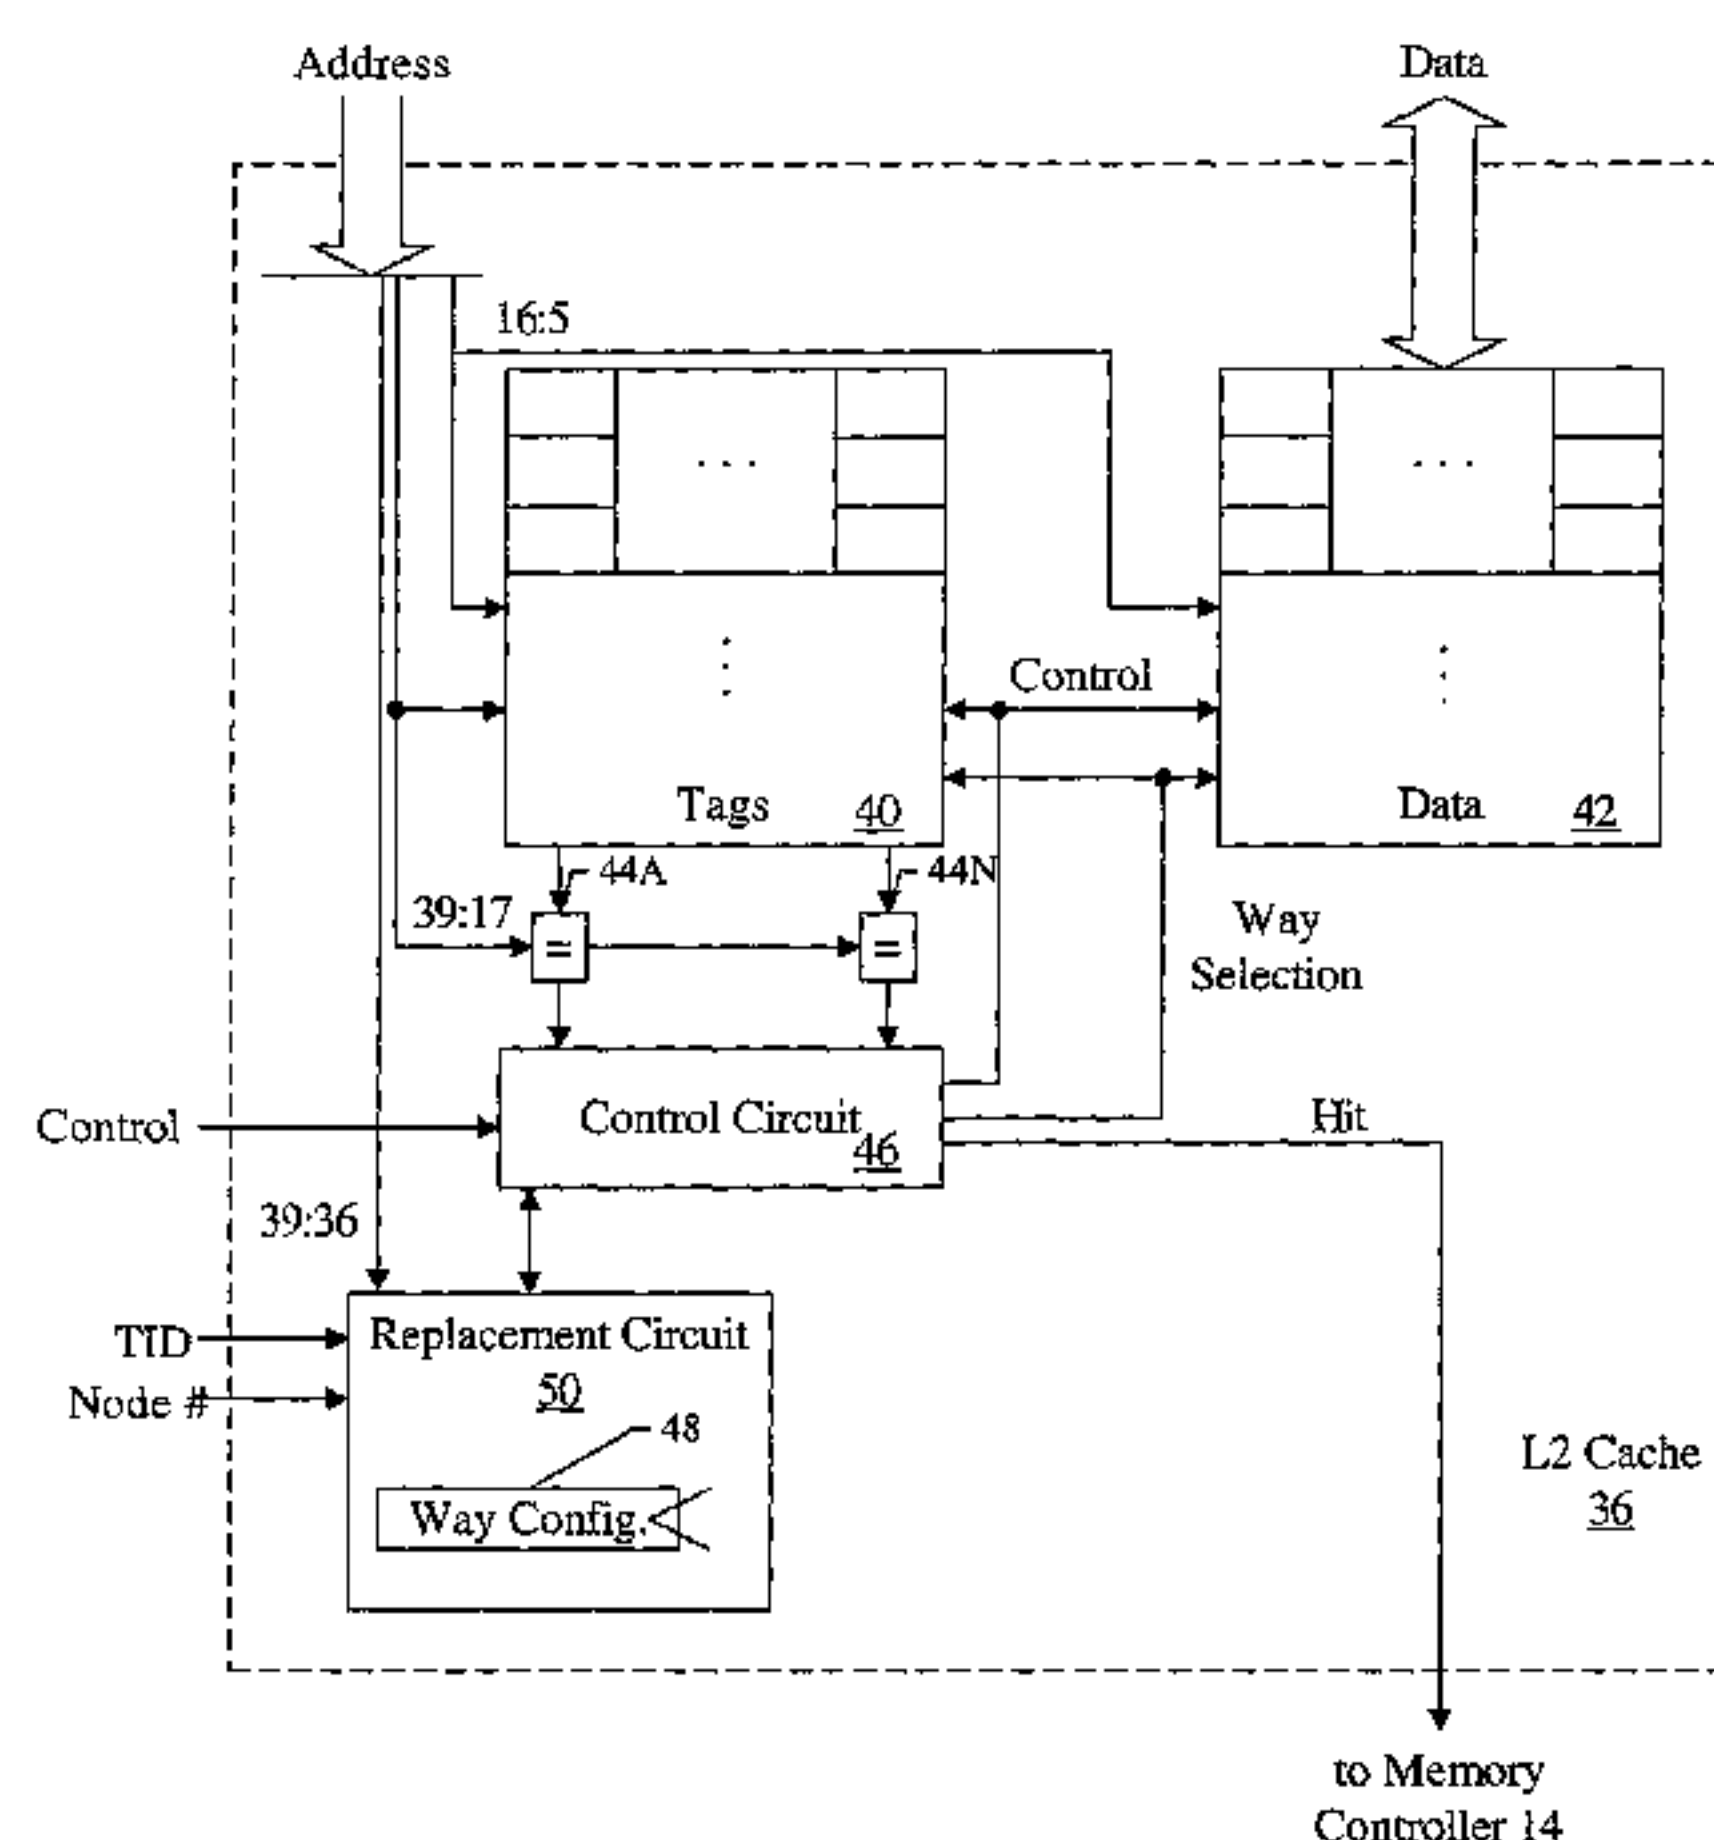 Address
Data
16:5
Control
Tags
40
Data
42
44A
44N
39:17
=
=
Way
Selection
Control
Control Circuit
46
Hit
39:36
TID
Replacement Circuit
50
Node #
48
Way Config.
L2 Cache
36
to Memory
Controller 14